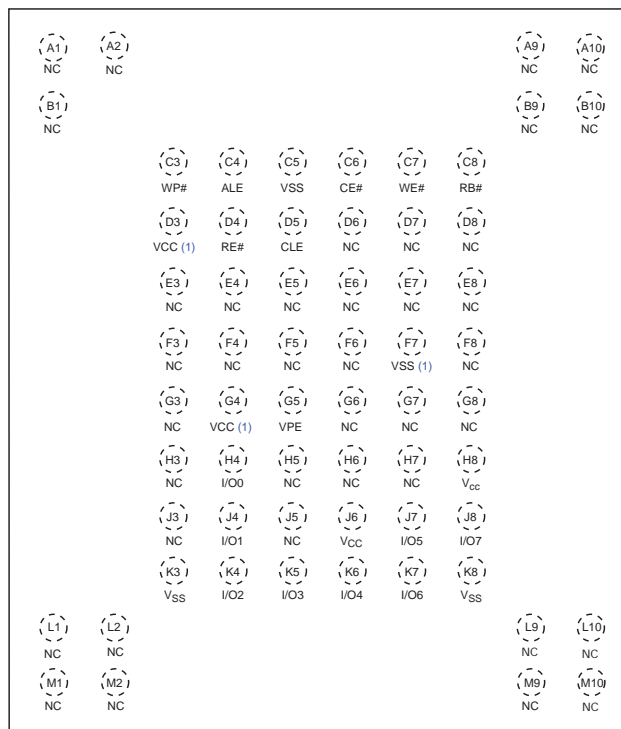 A1 A2 A9 A10
NC NC NC NC
B1 B9 B10
NC NC NC
C3 C4 C5 C6 C7 C8
WP# ALE VSS CE# WE# RB#
D3 D4 D5 D6 D7 D8
VCC (1) RE# CLE NC NC NC
E3 E4 E5 E6 E7 E8
NC NC NC NC NC NC
F3 F4 F5 F6 F7 F8
NC NC NC NC VSS (1) NC
G3 G4 G5 G6 G7 G8
NC VCC (1) VPE NC NC NC
H3 H4 H5 H6 H7 H8
NC I/O0 NC NC NC Vcc
J3 J4 J5 J6 J7 J8
NC I/O1 NC VCC I/O5 I/O7
K3 K4 K5 K6 K7 K8
VSS I/O2 I/O3 I/O4 I/O6 VSS
L1 L2 L9 L10
NC NC NC NC
M1 M2 M9 M10
NC NC NC NC